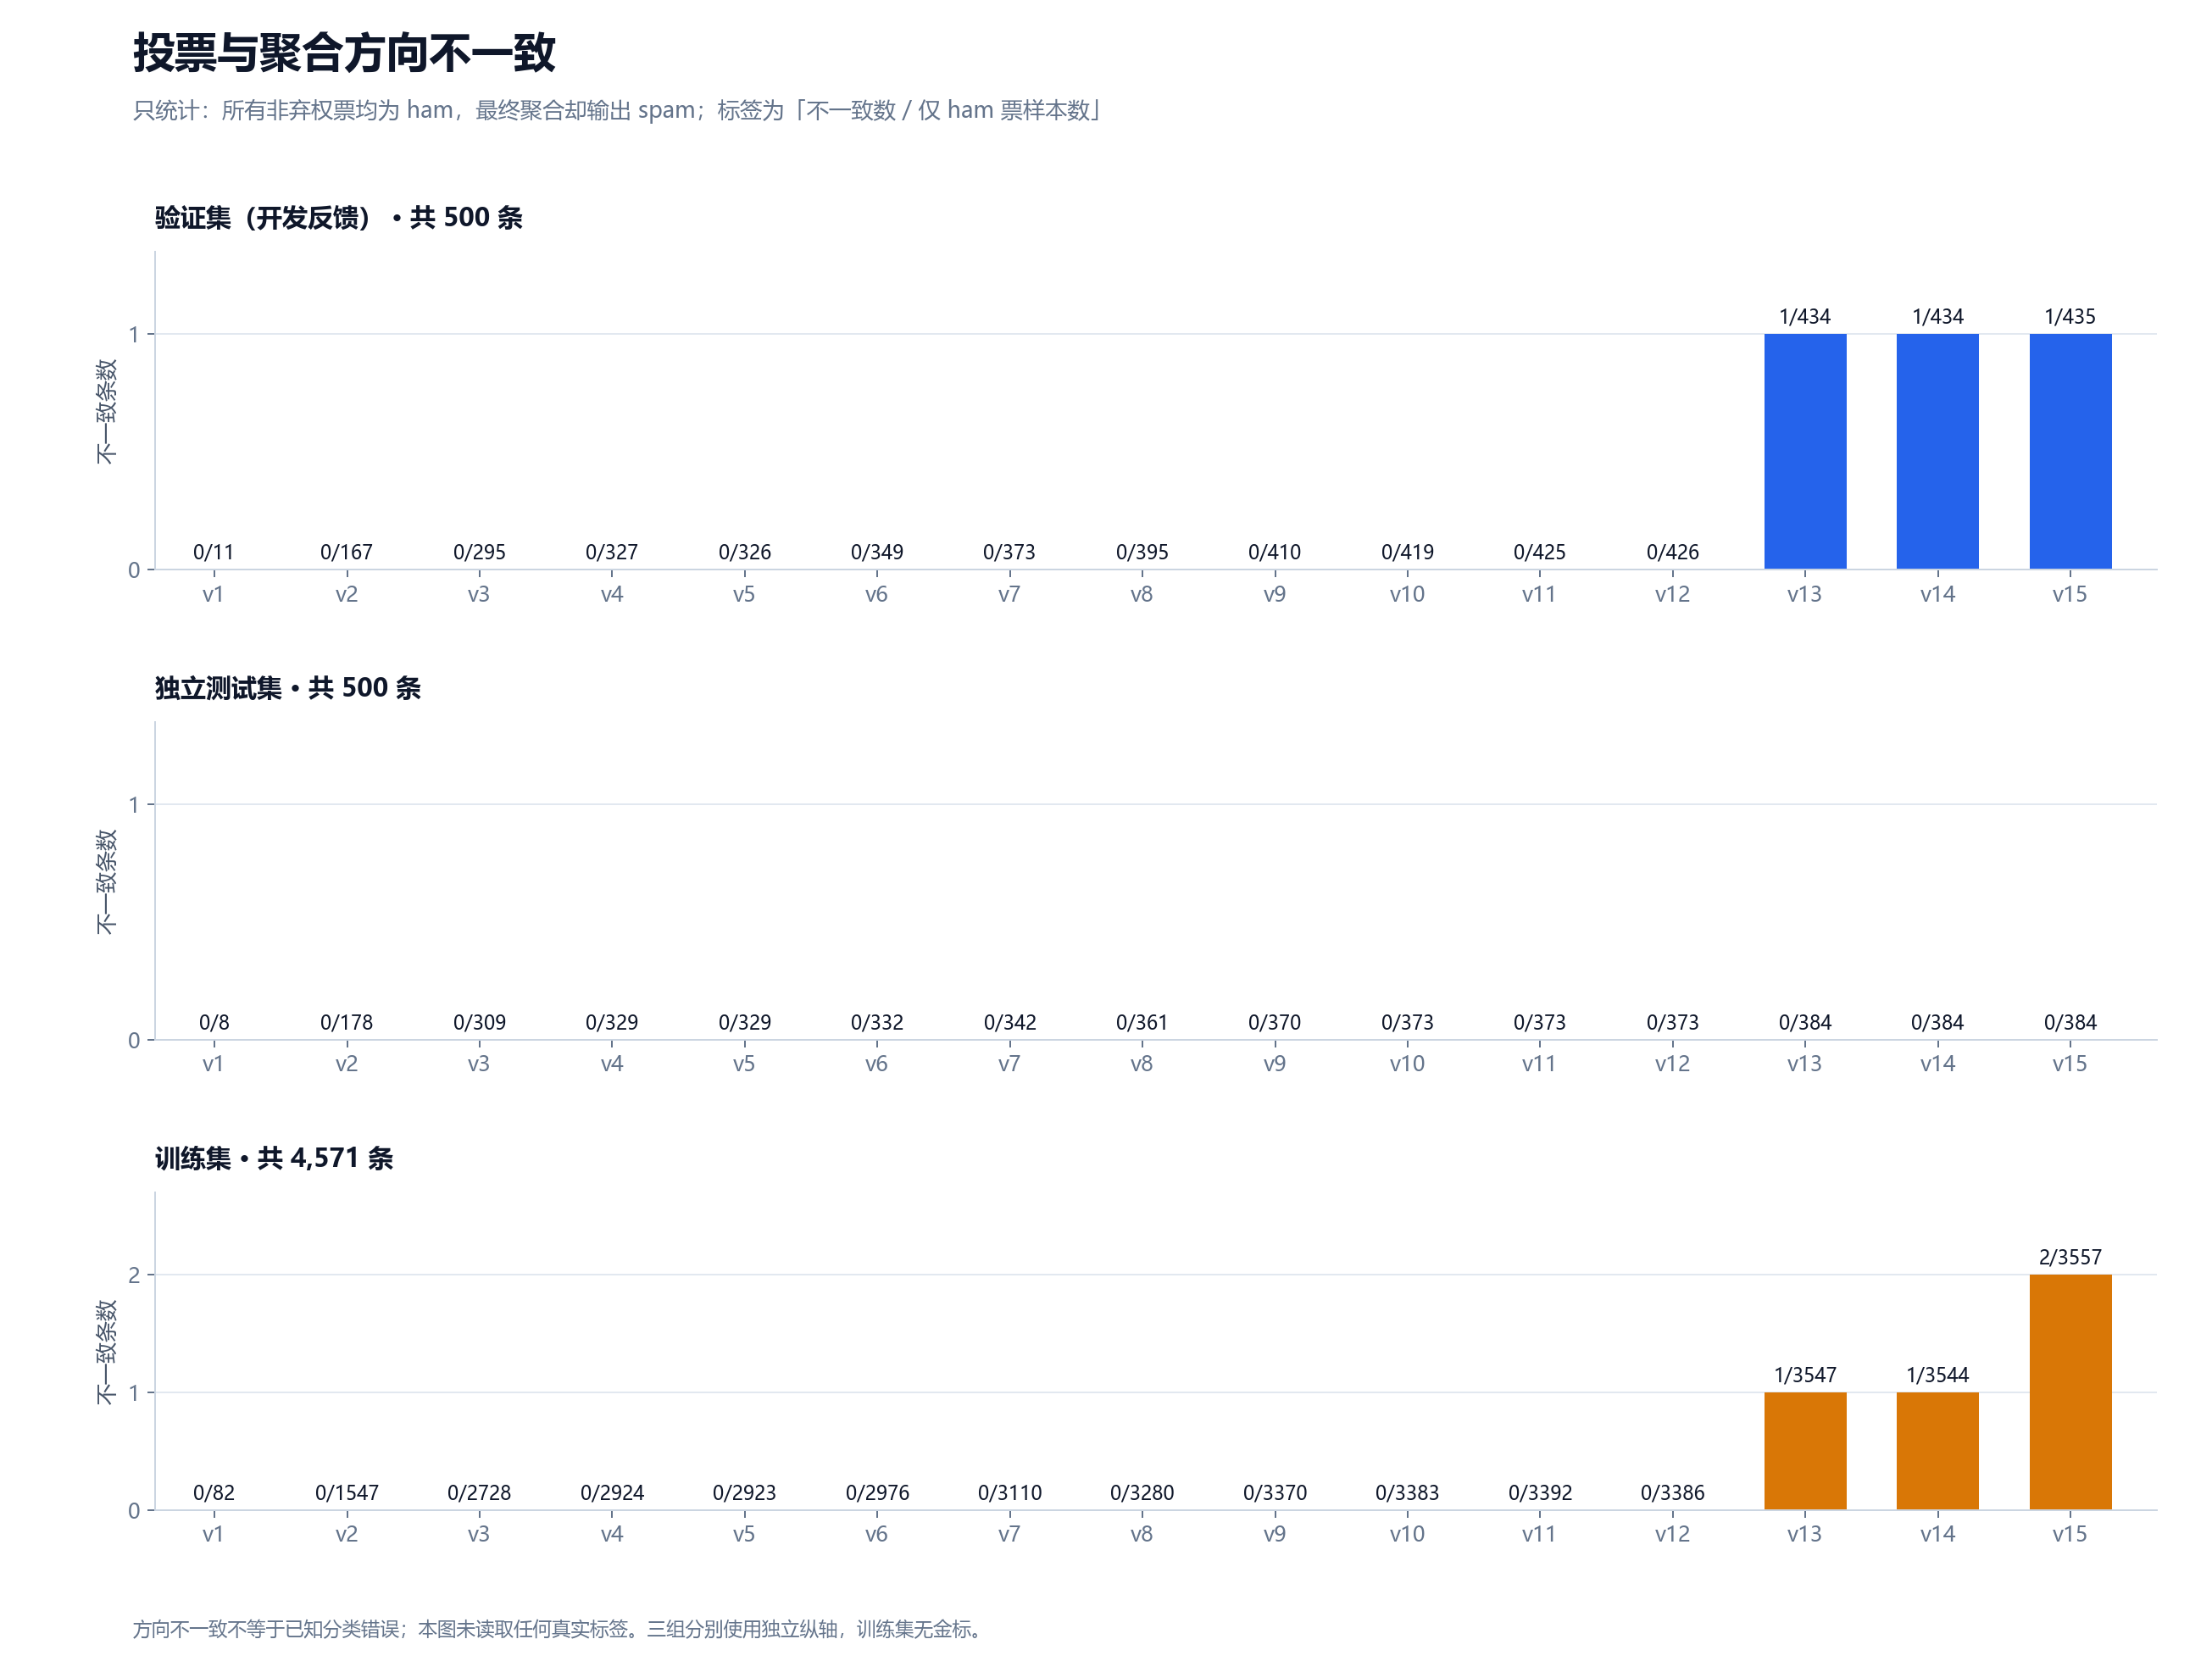 投票与聚合方向不一致
只统计：所有非弃权票均为 ham，最终聚合却输出 spam；标签为「不一致数 / 仅 ham 票样本数」
验证集（开发反馈）· 共 500 条
不一致条数
1
0
1/434 1/434 1/435
0/11 0/167 0/295 0/327 0/326 0/349 0/373 0/395 0/410 0/419 0/425 0/426
v1 v2 v3 v4 v5 v6 v7 v8 v9 v10 v11 v12 v13 v14 v15
独立测试集 · 共 500 条
不一致条数
1
0
0/8 0/178 0/309 0/329 0/329 0/332 0/342 0/361 0/370 0/373 0/373 0/373 0/384 0/384 0/384
v1 v2 v3 v4 v5 v6 v7 v8 v9 v10 v11 v12 v13 v14 v15
训练集 · 共 4,571 条
不一致条数
2
1
0
2/3557
1/3547 1/3544
0/82 0/1547 0/2728 0/2924 0/2923 0/2976 0/3110 0/3280 0/3370 0/3383 0/3392 0/3386
v1 v2 v3 v4 v5 v6 v7 v8 v9 v10 v11 v12 v13 v14 v15
方向不一致不等于已知分类错误；本图未读取任何真实标签。三组分别使用独立纵轴，训练集无金标。